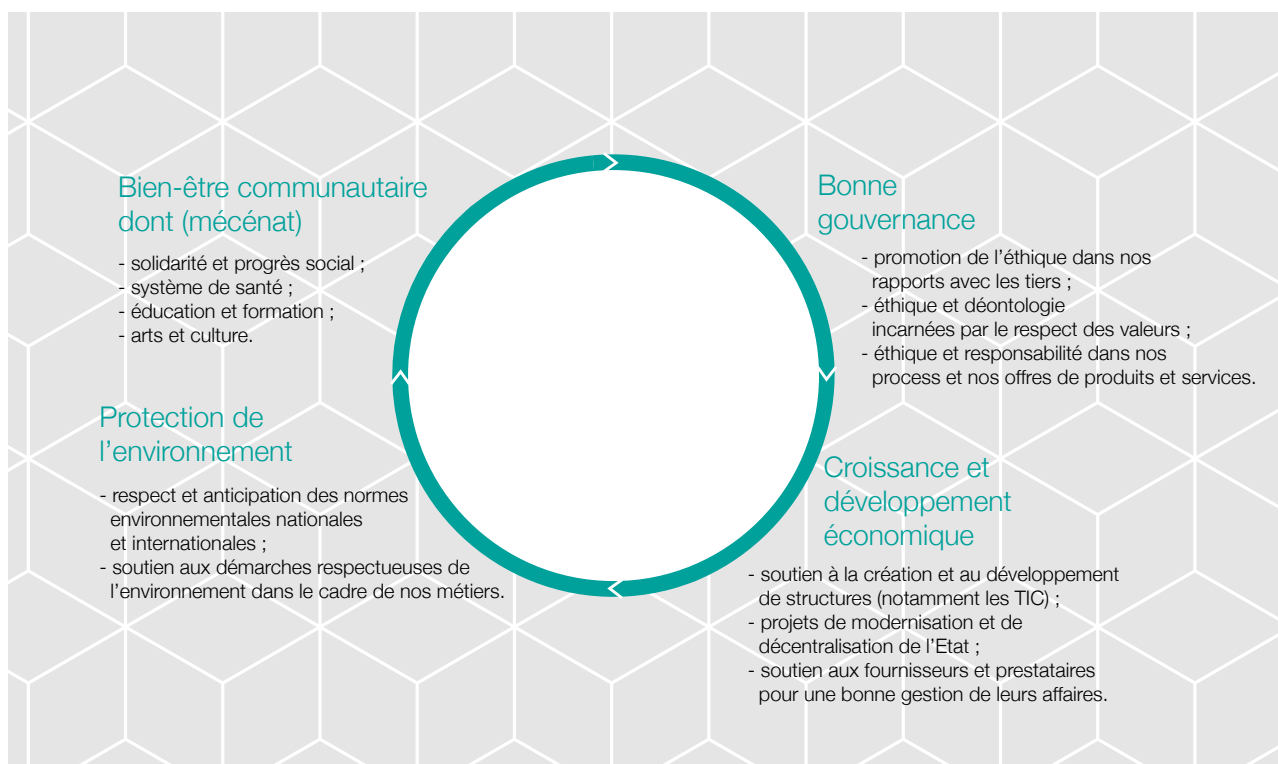 Bien-être communautaire
dont (mécénat)
- solidarité et progrès social ;
- système de santé ;
- éducation et formation ;
- arts et culture.
Bonne
gouvernance
- promotion de l’éthique dans nos
rapports avec les tiers ;
- éthique et déontologie
incarnées par le respect des valeurs ;
- éthique et responsabilité dans nos
process et nos offres de produits et services.
Protection de
l’environnement
- respect et anticipation des normes
environnementales nationales
et internationales ;
- soutien aux démarches respectueuses de
l’environnement dans le cadre de nos métiers.
Croissance et
développement
économique
- soutien à la création et au développement
de structures (notamment les TIC) ;
- projets de modernisation et de
décentralisation de l’Etat ;
- soutien aux fournisseurs et prestataires
pour une bonne gestion de leurs affaires.